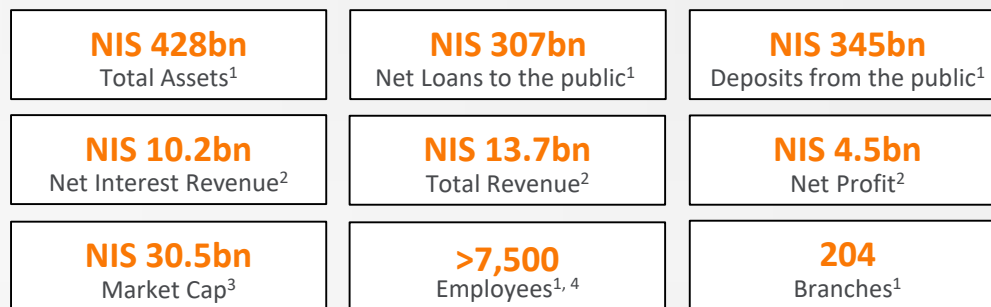 NIS 428bn
Total Assets¹
NIS 307bn
Net Loans to the public¹
NIS 345bn
Deposits from the public¹
NIS 10.2bn
Net Interest Revenue²
NIS 13.7bn
Total Revenue²
NIS 4.5bn
Net Profit²
NIS 30.5bn
Market Cap³
>7,500
Employees¹, ⁴
204
Branches¹